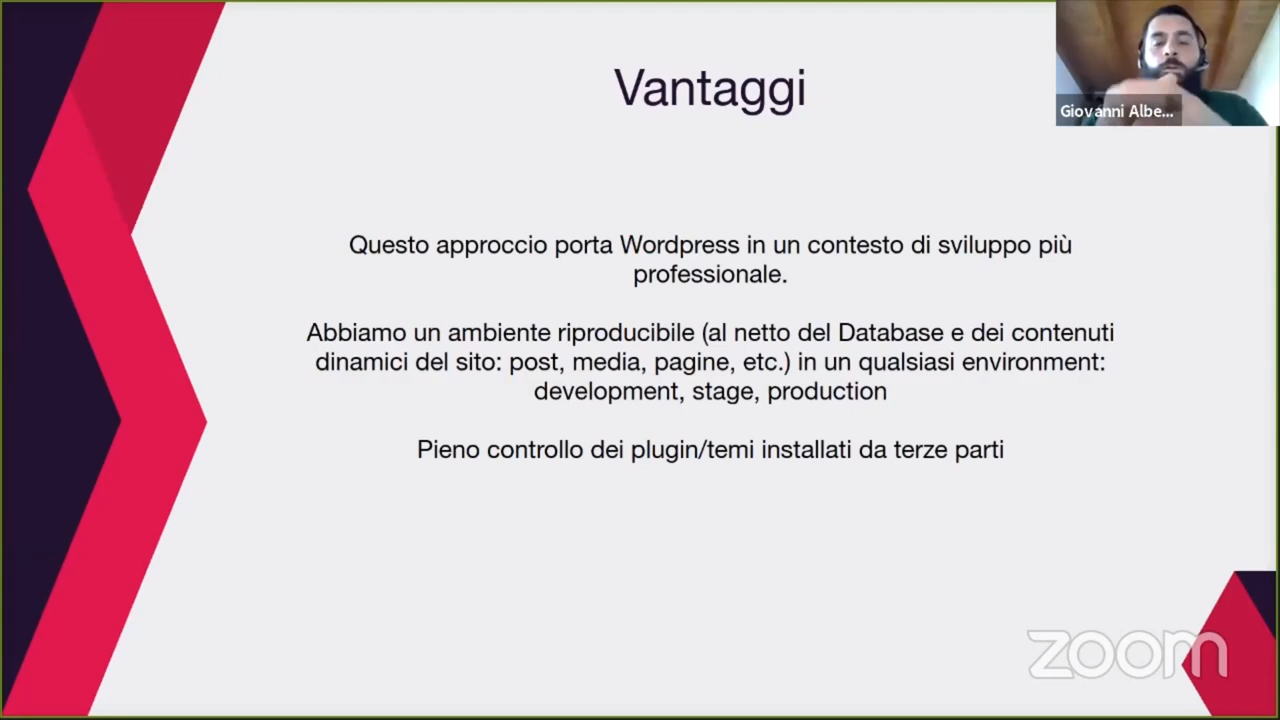 Vantaggi
Giovanni Albe...
Questo approccio porta Wordpress in un contesto di sviluppo più
professionale.
Abbiamo un ambiente riproducibile (al netto del Database e dei contenuti
dinamici del sito: post, media, pagine, etc.) in un qualsiasi environment:
development, stage, production
Pieno controllo dei plugin/temi installati da terze parti
zoom